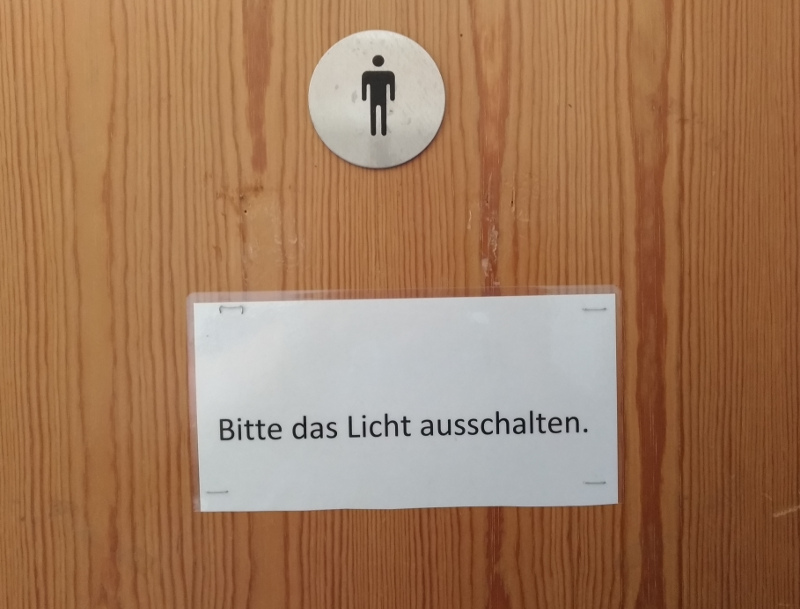 Bitte das Licht ausschalten.